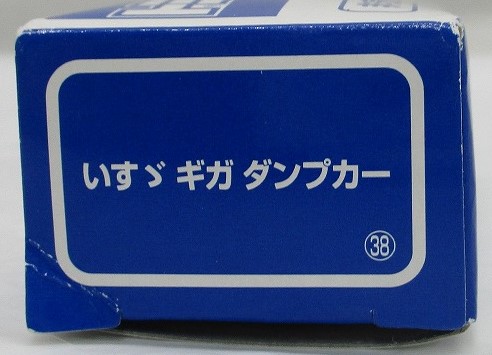 いすゞ ギガ ダンプカー
㊳